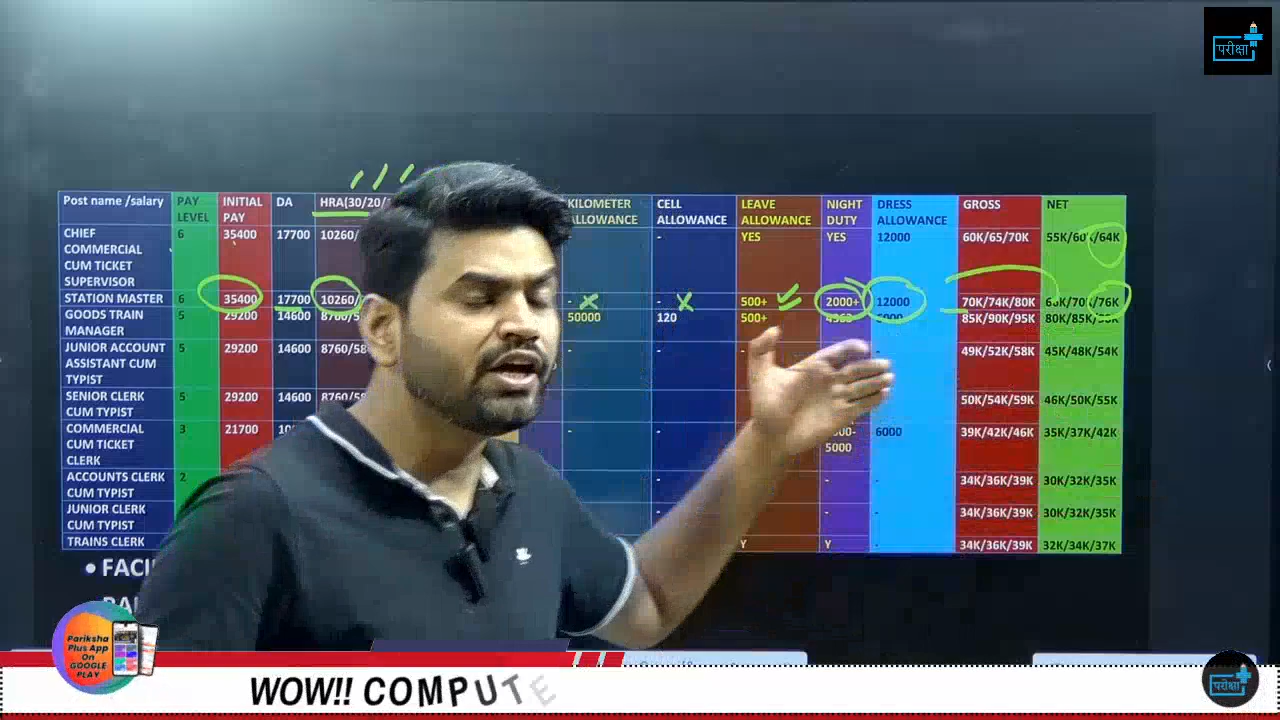 परीक्षा
Post name /salary PAY LEVEL INITIAL PAY DA HRA(30/20/ KILOMETER ALLOWANCE CELL ALLOWANCE LEAVE ALLOWANCE NIGHT DUTY DRESS ALLOWANCE GROSS NET
CHIEF COMMERCIAL CUM TICKET SUPERVISOR 6 35400 17700 10260/ - YES YES 12000 60K/65/70K 55K/60K/64K
STATION MASTER 6 35400 17700 10260/ - - 500+ 2000+ 12000 70K/74K/80K /76K
GOODS TRAIN MANAGER 5 29200 14600 8760/5 50000 120 500+ 85K/90K/95K 80K/85K/
JUNIOR ACCOUNT ASSISTANT CUM TYPIST 5 29200 14600 8760/58 - - - - 49K/52K/58K 45K/48K/54K
SENIOR CLERK CUM TYPIST 5 29200 14600 8760/ - - 50K/54K/59K 46K/50K/55K
COMMERCIAL CUM TICKET CLERK 3 21700 - - 5000 6000 39K/42K/46K 35K/37K/42K
ACCOUNTS CLERK CUM TYPIST 2 - - 34K/36K/39K 30K/32K/35K
JUNIOR CLERK CUM TYPIST - - 34K/36K/39K 30K/32K/35K
TRAINS CLERK Y Y - 34K/36K/39K 32K/34K/37K
• FACI
Pariksha
Plus App
On
GOOGLE
PLAY
WOW!! COMPUTE
परीक्षा